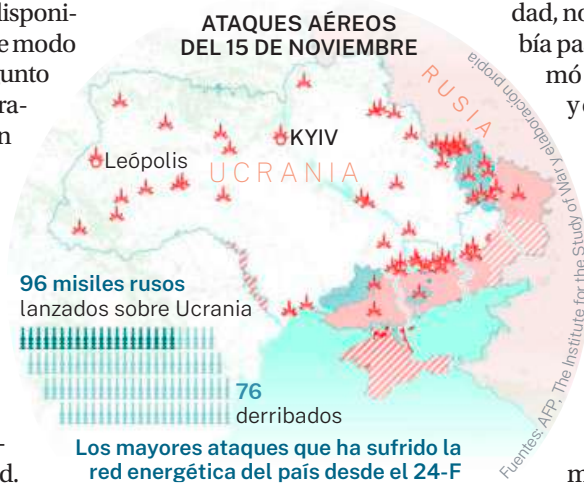 disponi-
e modo
unto
ra-
n
ATAQUES AÉREOS
DEL 15 DE NOVIEMBRE
dad, no
bía pa
mó
y
RUSIA
KYIV
Leópolis
UCRANIA
96 misiles rusos
lanzados sobre Ucrania
76
derribados
Los mayores ataques que ha sufrido la
red energética del país desde el 24-F
Fuentes: AFP, The Institute for the Study of War y elaboración propia
-
d.
m